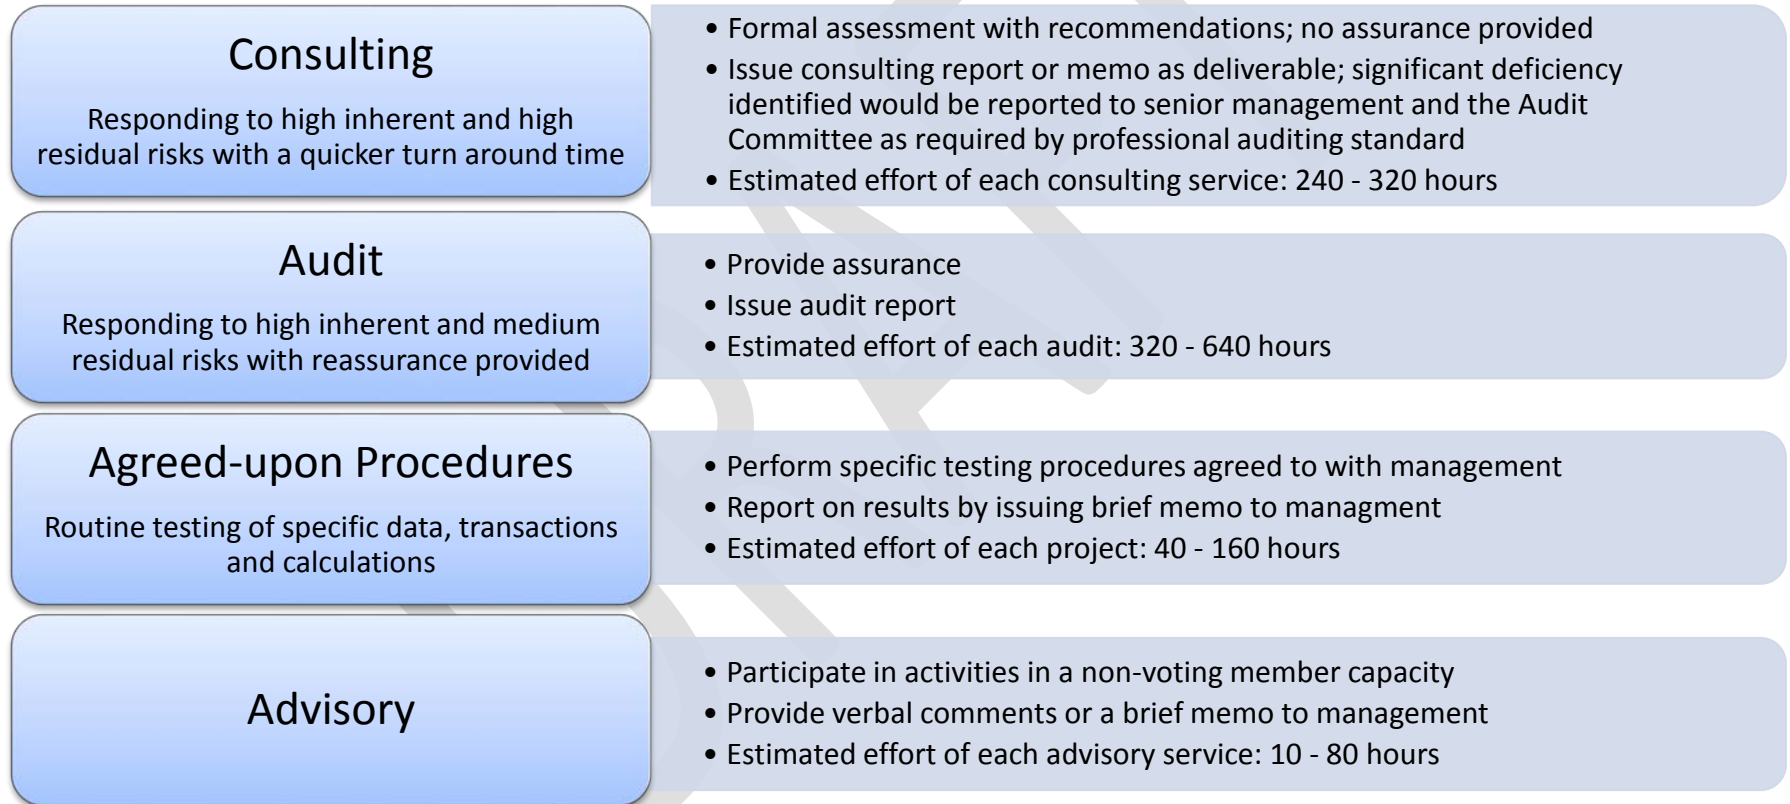 Consulting
Responding to high inherent and high
residual risks with a quicker turn around time
• Formal assessment with recommendations; no assurance provided
• Issue consulting report or memo as deliverable; significant deficiency
identified would be reported to senior management and the Audit
Committee as required by professional auditing standard
• Estimated effort of each consulting service: 240 - 320 hours
Audit
Responding to high inherent and medium
residual risks with reassurance provided
• Provide assurance
• Issue audit report
• Estimated effort of each audit: 320 - 640 hours
Agreed-upon Procedures
Routine testing of specific data, transactions
and calculations
• Perform specific testing procedures agreed to with management
• Report on results by issuing brief memo to managment
• Estimated effort of each project: 40 - 160 hours
Advisory
• Participate in activities in a non-voting member capacity
• Provide verbal comments or a brief memo to management
• Estimated effort of each advisory service: 10 - 80 hours